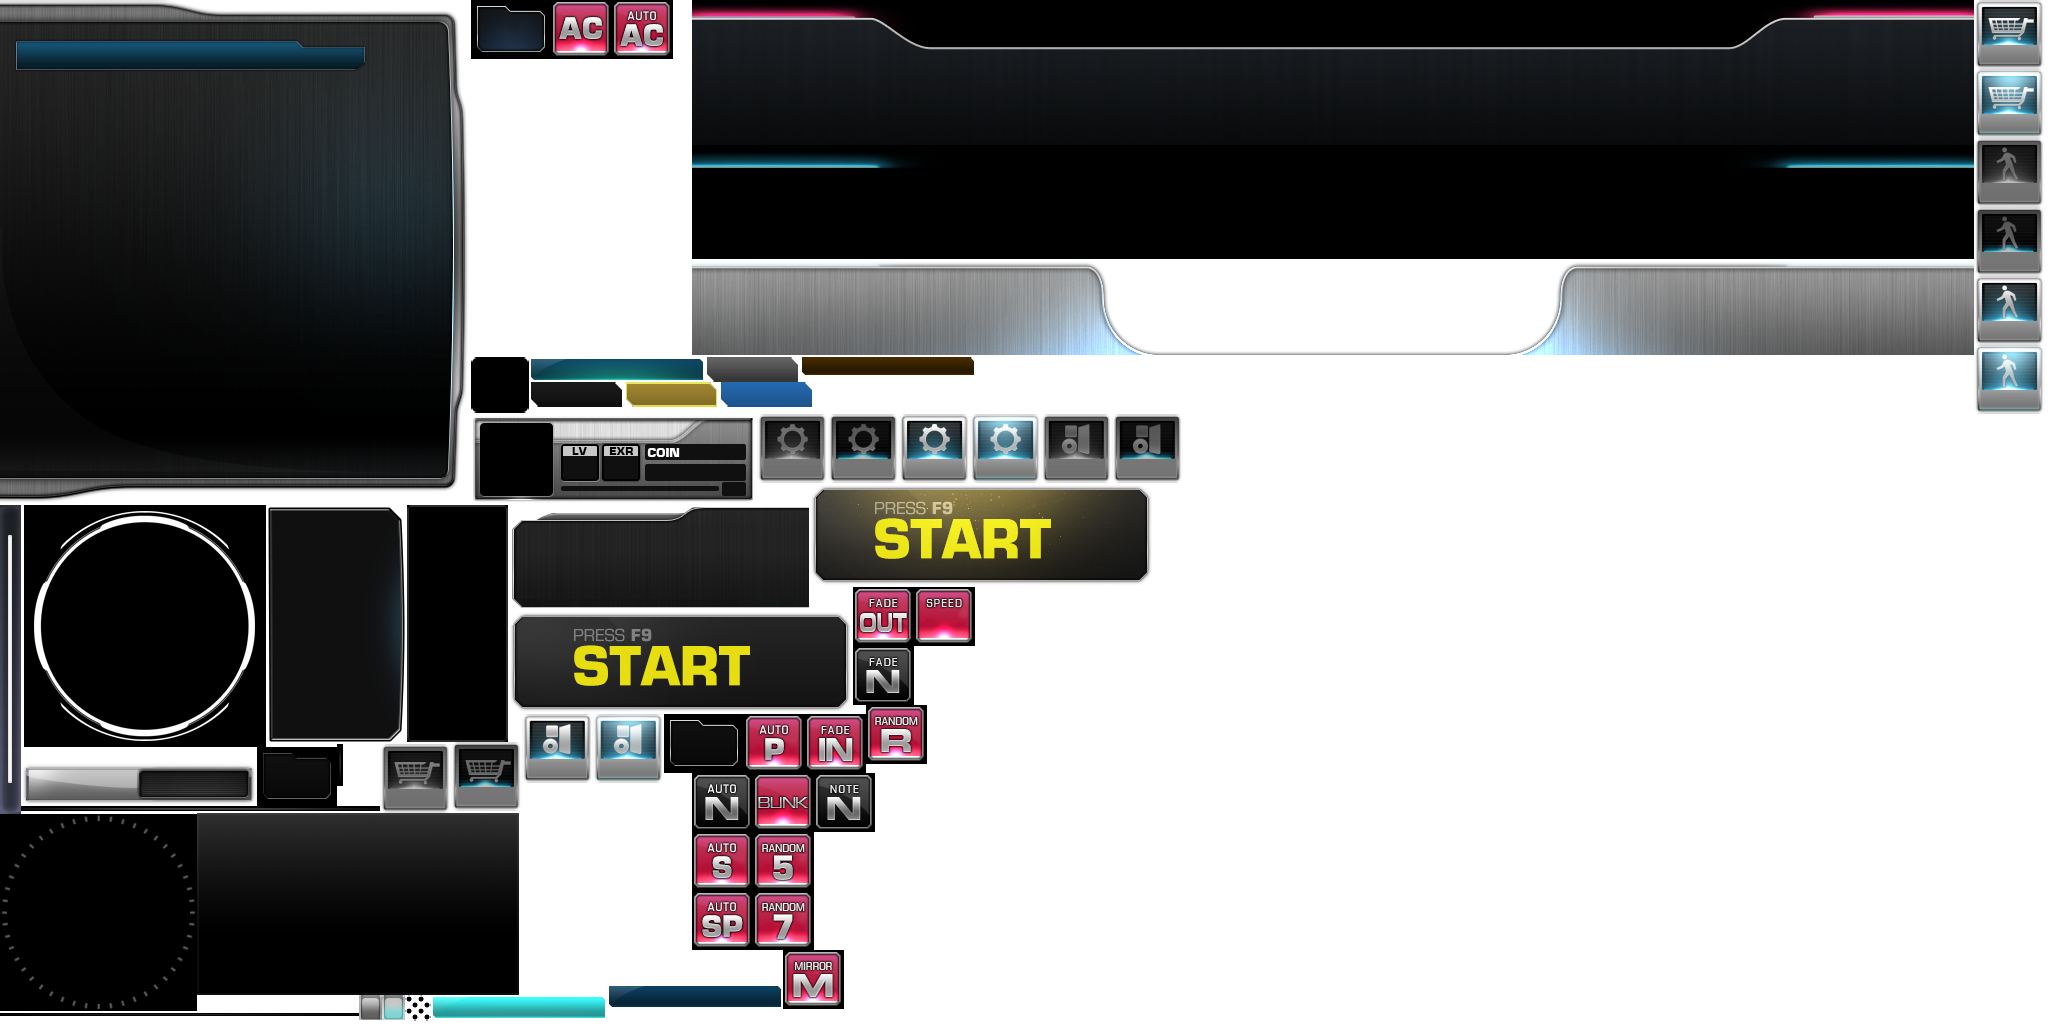 AC
AUTO
AC
LV EXR COIN
PRESS F9
START
FADE
OUT
SPEED
PRESS F9
START
FADE
N
RANDOM
R
AUTO
P
FADE
IN
AUTO
N
BLINK
NOTE
N
AUTO
S
RANDOM
5
AUTO
SP
RANDOM
7
MIRROR
M